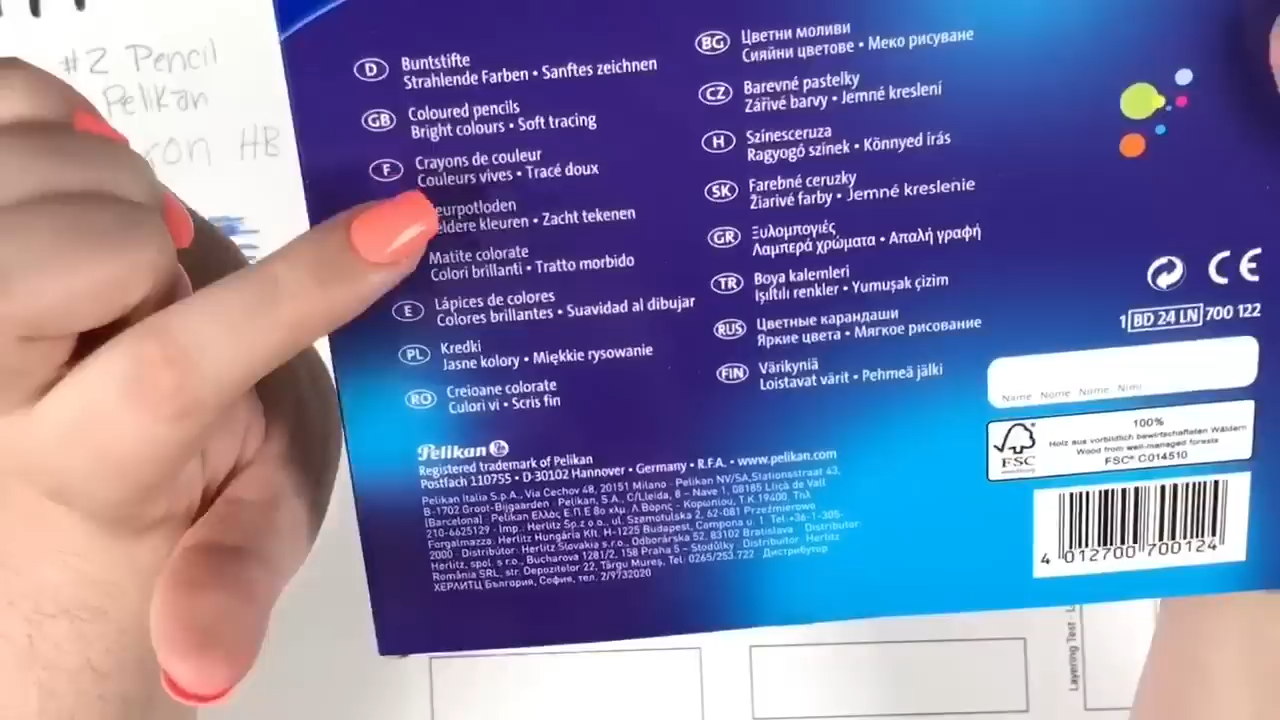 #2 Pencil
Pelikan
HB
D Buntstifte
Strahlende Farben • Sanftes zeichnen
GB Coloured pencils
Bright colours • Soft tracing
F Crayons de couleur
Couleurs vives • Tracé doux
eurpotloden
eldere kleuren • Zacht tekenen
Matite colorate
Colori brillanti • Tratto morbido
E Lápices de colores
Colores brillantes • Suavidad al dibujar
PL Kredki
Jasne kolory • Miękkie rysowanie
RO Creioane colorate
Culori vi • Scris fin
BG Цветни моливи
Сияйни цветове • Меко рисуване
CZ Barevné pastelky
Zářivé barvy • Jemné kreslení
H Színesceruza
Ragyogó színek • Könnyed írás
SK Farebné ceruzky
Žiarivé farby • Jemné kreslenie
GR Ξυλομπογιές
Λαμπερά χρώματα • Απαλή γραφή
TR Boya kalemleri
Işıltılı renkler • Yumuşak çizim
RUS Цветные карандаши
Яркие цвета • Мягкое рисование
FIN Värikyniä
Loistavat värit • Pehmeä jälki
Pelikan
Registered trademark of Pelikan
Postfach 110755 • D-30102 Hannover • Germany • R.F.A. • www.pelikan.com
Pelikan Italia S.p.A., Via Cechov 48, 20151 Milano · Pelikan NV/SA, Stationsstraat 43,
B-1702 Groot-Bijgaarden · Pelikan, S.A., C/Lleida, 8 – Nave 1, 08185 Lliçà de Vall
(Barcelona) · Pelikan Ελλάς Ε.Π.Ε 8ο χλμ. Λ Βάρης - Κορωπίου, Τ.Κ 19400, Τηλ
210-6625129 · Imp.: Herlitz Sp.z o.o., ul. Szamotulska 2, 62-081 Przeźmierowo
Forgalmazza: Herlitz Hungária Kft. H-1225 Budapest, Campona u. 1. Tel.+36-1-305-
2000 · Distribútor: Herlitz Slovakia s.r.o., Odborárska 52, 83102 Bratislava · Distributor:
Herlitz, spol. s r.o., Bucharova 1281/2, 158 Praha 5 – Stodůlky · Distribuitor: Herlitz
România SRL, str. Depozitelor 22, Târgu Mureș, Tel: 0265/253.722 · Дистрибутор
ХЕРЛИТЦ България, София, тел. 2/9732020
CE
1 BD 24 LN 700 122
Name Nome Nome Nimi
FSC
100%
Holz aus vorbildlich bewirtschafteten Wäldern
Wood from well-managed forests
FSC® C014510
4 012700 700124
Layering Test